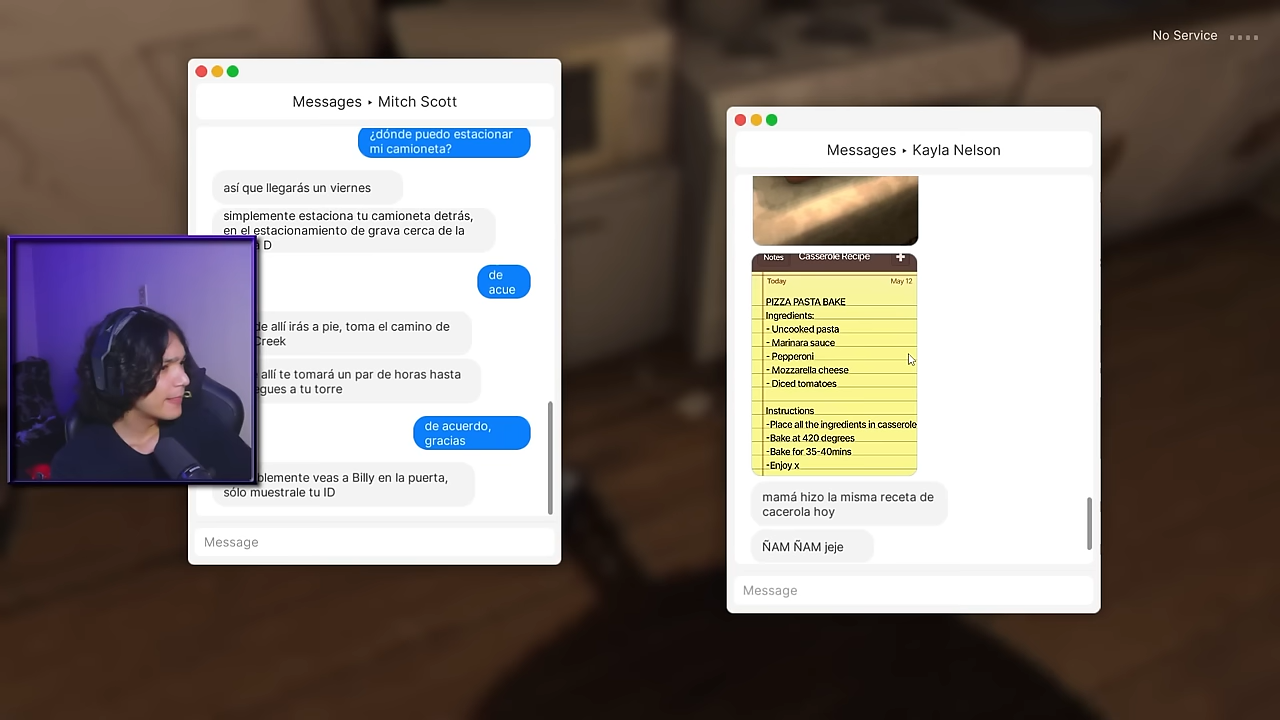 No Service
Messages ▸ Mitch Scott
¿dónde puedo estacionar
mi camioneta?
así que llegarás un viernes
simplemente estaciona tu camioneta detrás,
en el estacionamiento de grava cerca de la
D
de
acue
de allí irás a pie, toma el camino de
Creek
allí te tomará un par de horas hasta
a tu torre
de acuerdo,
gracias
veas a Billy en la puerta,
sólo muestrale tu ID
Message
Messages ▸ Kayla Nelson
Notes Casserole Recipe +
Today May 12
PIZZA PASTA BAKE
Ingredients:
- Uncooked pasta
- Marinara sauce
- Pepperoni
- Mozzarella cheese
- Diced tomatoes
Instructions
-Place all the ingredients in casserole
-Bake at 420 degrees
-Bake for 35-40mins
-Enjoy x
mamá hizo la misma receta de
cacerola hoy
ÑAM ÑAM jeje
Message